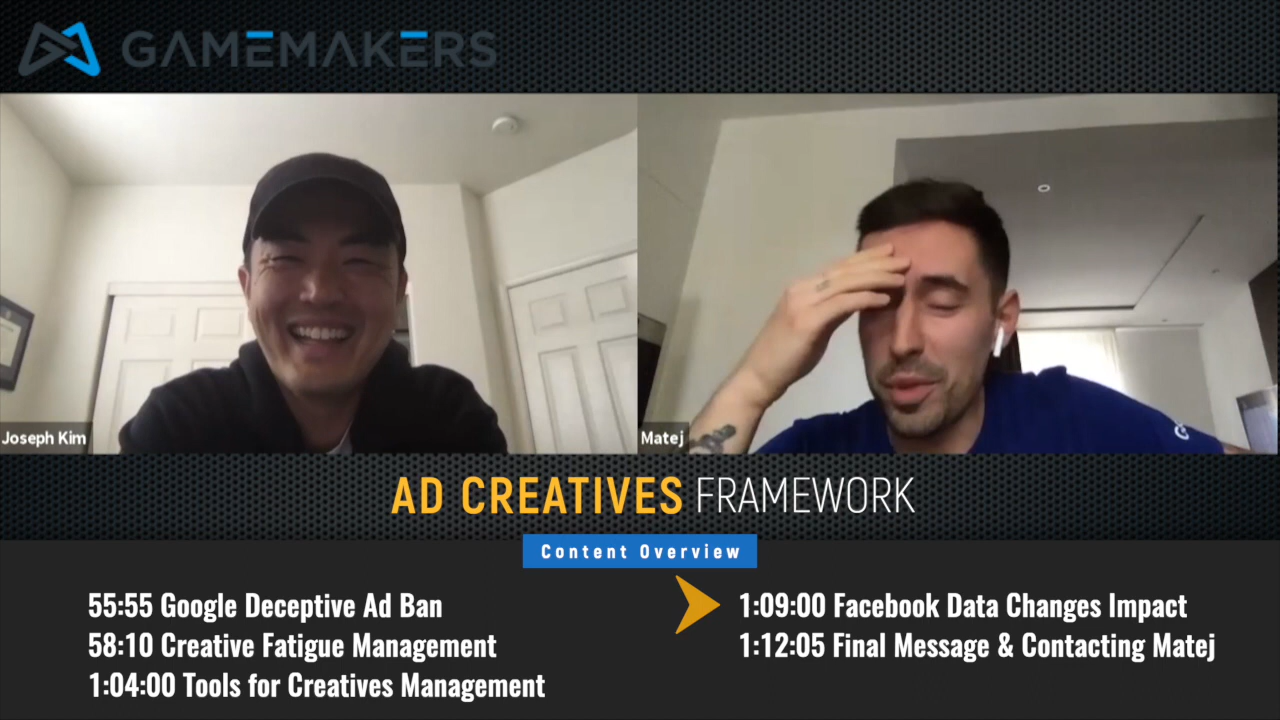 GAMEMAKERS
Joseph Kim
Matej
AD CREATIVES FRAMEWORK
Content Overview
55:55 Google Deceptive Ad Ban
58:10 Creative Fatigue Management
1:04:00 Tools for Creatives Management
1:09:00 Facebook Data Changes Impact
1:12:05 Final Message & Contacting Matej